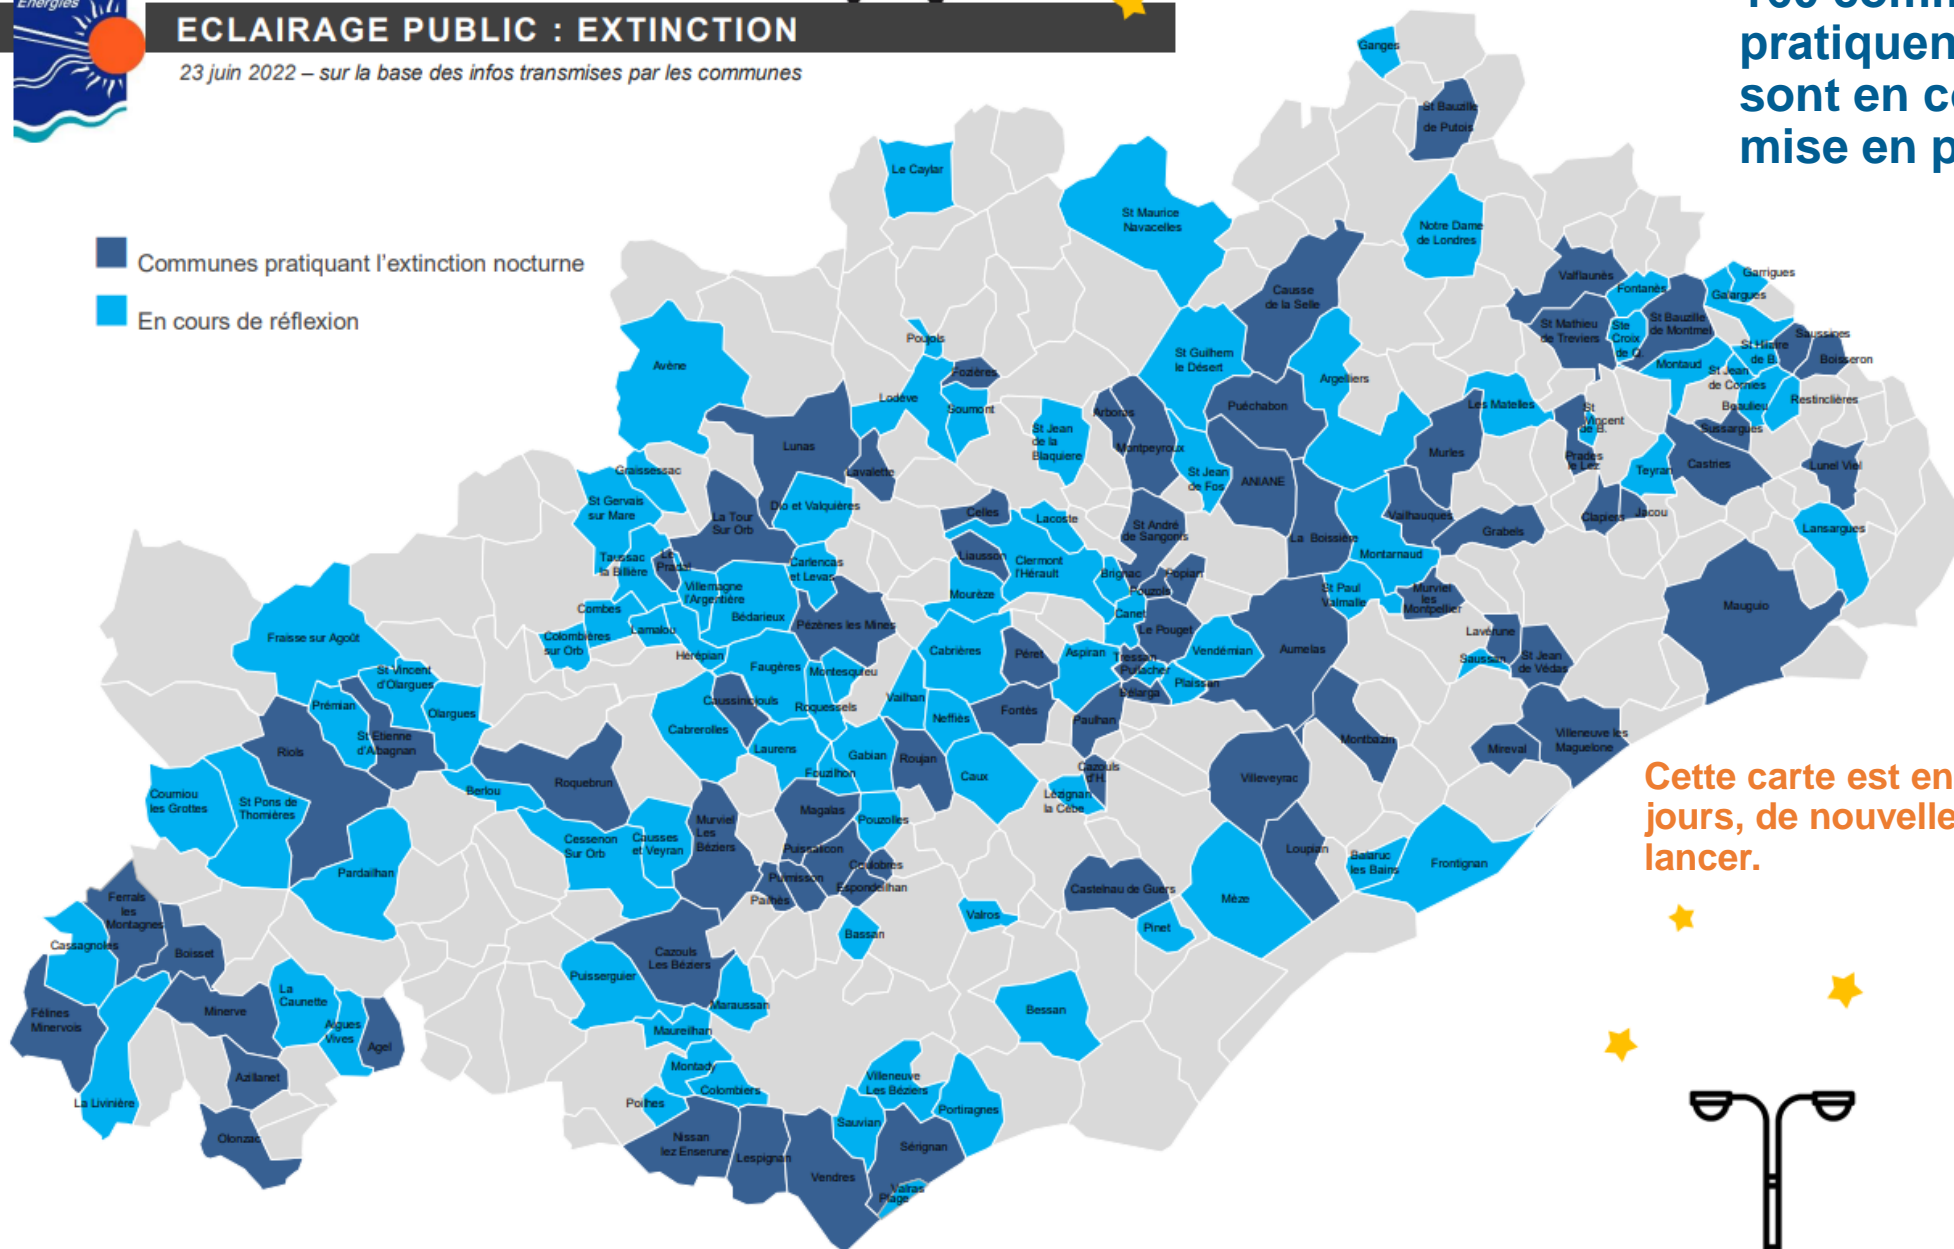 Energies
ECLAIRAGE PUBLIC : EXTINCTION
23 juin 2022 – sur la base des infos transmises par les communes
pratiquen
sont en c
mise en p
Communes pratiquant l'extinction nocturne
En cours de réflexion
Ganges
St Bauzille
de Putois
Le Caylar
St Maurice
Navacelles
Notre Dame
de Londres
Causse
de la Selle
Valflaunès
Fontanès
Garrigues
Galargues
St Mathieu
de Treviers
Ste
Croix
de Q.
St Bauzille
de Montmel
Saussines
St Hilaire
de B.
Boisseron
Montaud
St Jean
de Cornies
Beaulieu
Restinclières
Sussargues
Poujols
Avène
Fozières
St Guilhem
le Désert
Argelliers
Lodève
Soumont
Arboras
Puéchabon
Les Matelles
St
Vincent
de B.
Lunas
St Jean
de la
Blaquiere
Montpeyroux
Murles
Prades
le Lez
Teyran
Castries
Lunel Viel
Graissessac
Lavalette
St Jean
de Fos
ANIANE
St Gervais
sur Mare
La Tour
Sur Orb
Dio et Valquières
Celles
Lacoste
St André
de Sangonis
La Boissière
Vailhauques
Grabels
Clapiers
Jacou
Lansargues
Taussac
la Billière
Le
Pradal
Carlencas
et Levas
Liausson
Clermont
l'Hérault
Brignac
Popian
Pouzols
Montarnaud
Villemagne
l'Argentière
Mourèze
St Paul
Valmalle
Murviel
les
Montpellier
Mauguio
Combes
Lamalou
Bédarieux
Pézènes les Mines
Canet
Le Pouget
Lavérune
Fraisse sur Agoût
Colombières
sur Orb
Hérépian
Faugères
Montesquieu
Cabrières
Péret
Aspiran
Tressan
Puilacher
Vendémian
Aumelas
Saussan
St Jean
de Védas
St Vincent
d'Olargues
Prémian
Olargues
Caussiniojouls
Roquessels
Vailhan
Bélarga
Plaissan
Cabrerolles
Neffiès
Fontès
Paulhan
St Etienne
d'Albagnan
Riols
Laurens
Gabian
Roujan
Montbazin
Mireval
Villeneuve les
Maguelone
Berlou
Roquebrun
Fouzilhon
Caux
Cazouls
d'H.
Villeveyrac
Cette carte est en
jours, de nouvelle
lancer.
Courniou
les Grottes
St Pons de
Thomières
Lézignan
la Cèbe
Magalas
Pouzolles
Murviel
Les
Béziers
Cessenon
Sur Orb
Causses
et Veyran
Puissalicon
Loupian
Balaruc
les Bains
Frontignan
Pardailhan
Puimisson
Coulobres
Espondeilhan
Pailhès
Castelnau de Guers
Mèze
Ferrals
les
Montagnes
Valros
Pinet
Bassan
Cassagnoles
Boisset
Cazouls
Les Béziers
Puisserguier
La
Caunette
Maraussan
Bessan
Félines
Minervois
Minerve
Aigues
Vives
Agel
Maureilhan
Montady
Azillanet
Colombiers
Villeneuve
Les Béziers
La Livinière
Poilhes
Portiragnes
Sauvian
Olonzac
Nissan
lez Enserune
Lespignan
Sérignan
Vendres
Valras
Plage